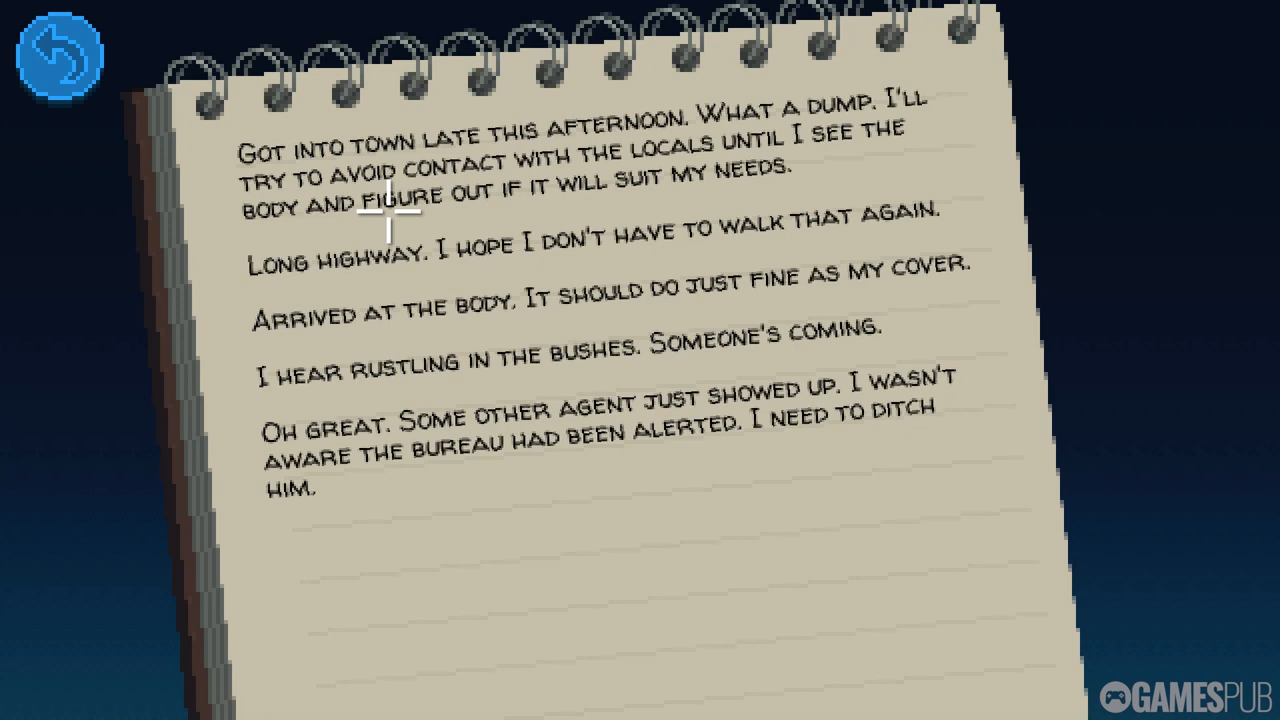 Got into town late this afternoon. What a dump. I'll
try to avoid contact with the locals until I see the
body and figure out if it will suit my needs.
Long highway. I hope I don't have to walk that again.
Arrived at the body. It should do just fine as my cover.
I hear rustling in the bushes. Someone's coming.
Oh great. Some other agent just showed up. I wasn't
aware the bureau had been alerted. I need to ditch
him.
GAMESPUB